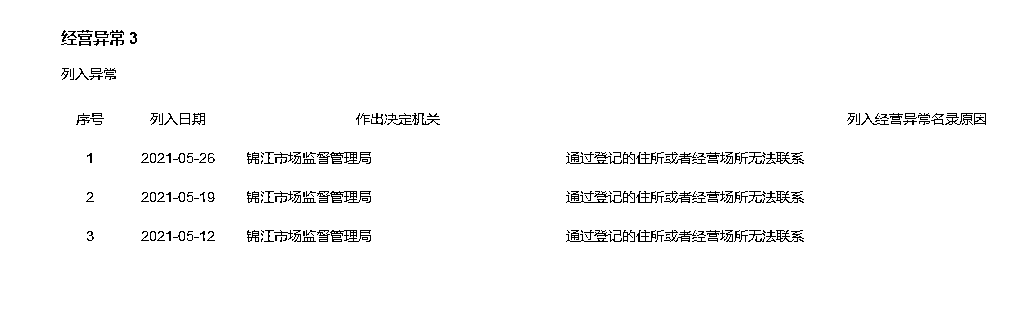 经营异常 3
列入异常
序号 列入日期 作出决定机关 列入经营异常名录原因
1 2021-05-26 锦江市场监督管理局 通过登记的住所或者经营场所无法联系
2 2021-05-19 锦江市场监督管理局 通过登记的住所或者经营场所无法联系
3 2021-05-12 锦江市场监督管理局 通过登记的住所或者经营场所无法联系